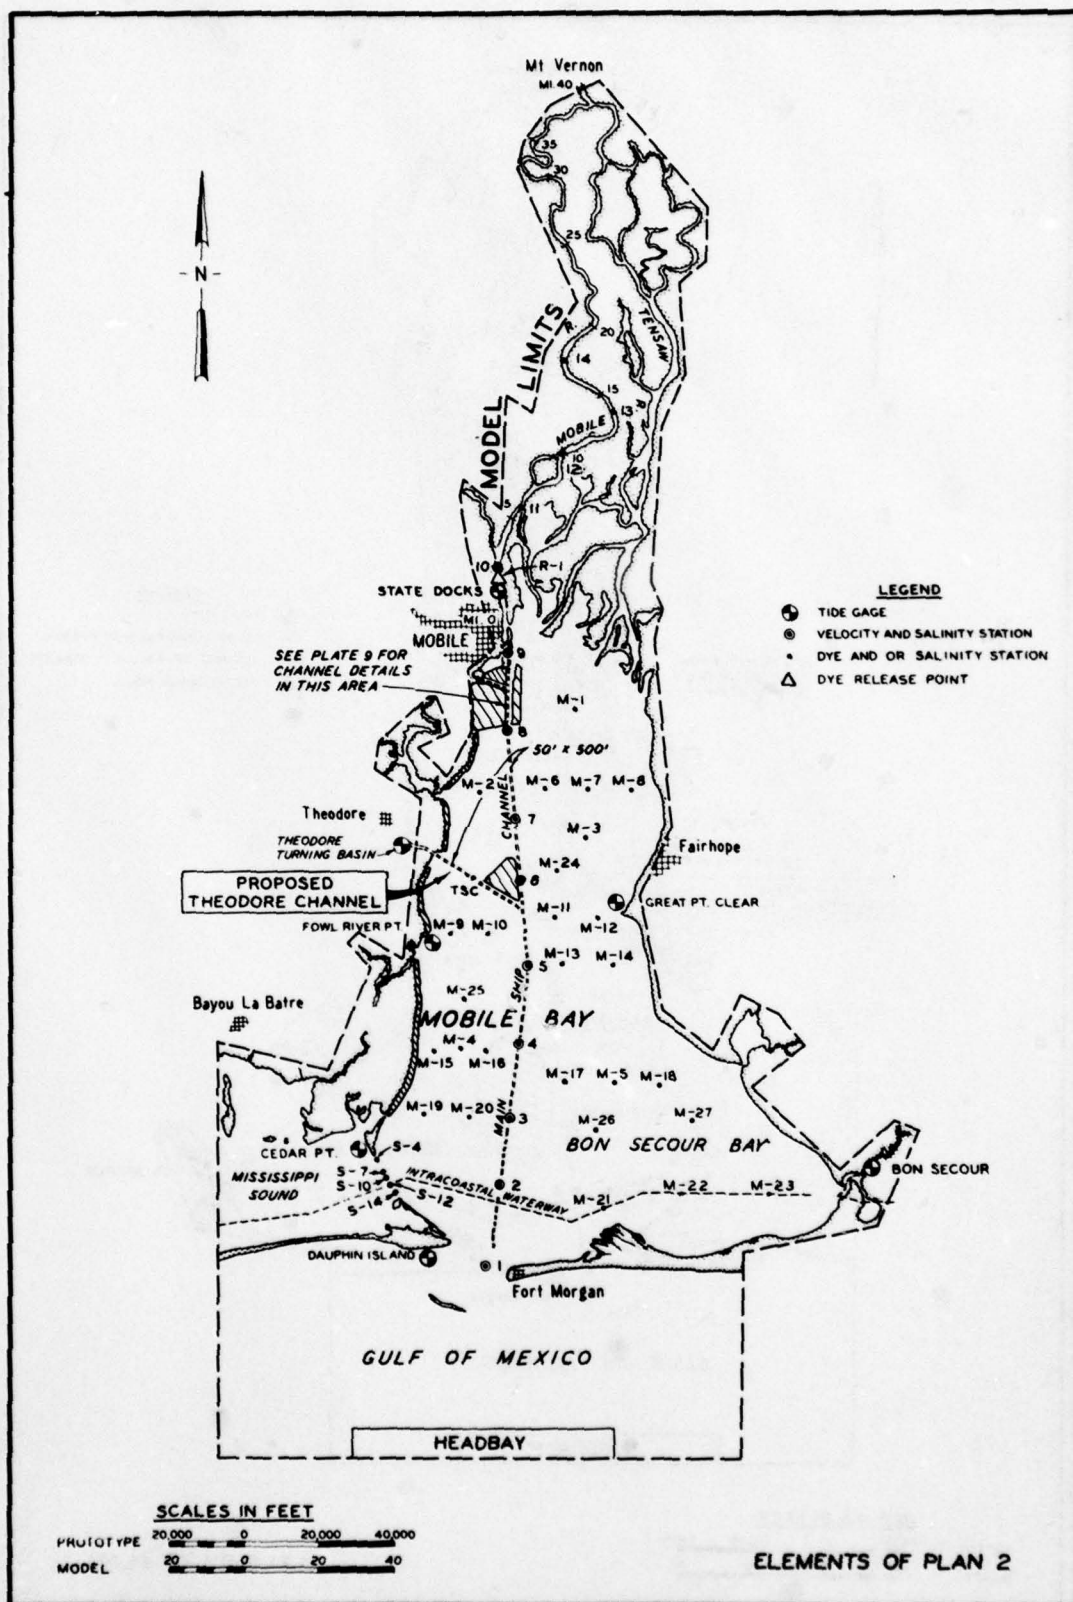 Mt Vernon
MI. 40
35
30
25
- N -
MODEL LIMITS
R.
20
TENSAW
14
15
13
R.
MOBILE
10
12
5
11
10
R-1
STATE DOCKS
MI. 0
MOBILE
9
SEE PLATE 9 FOR
CHANNEL DETAILS
IN THIS AREA
LEGEND
TIDE GAGE
VELOCITY AND SALINITY STATION
DYE AND OR SALINITY STATION
DYE RELEASE POINT
M-1
8
50' x 500'
M-2
M-6
M-7
M-8
CHANNEL
7
Theodore
M-3
THEODORE
TURNING BASIN
Fairhope
M-24
PROPOSED
THEODORE CHANNEL
TSC
6
GREAT PT. CLEAR
FOWL RIVER PT.
M-9
M-10
M-11
M-12
M-13
M-14
5
SHIP
M-25
Bayou La Batre
MOBILE BAY
M-4
4
M-15
M-16
M-17
M-5
M-18
M-19
M-20
MAIN
3
M-26
M-27
BON SECOUR BAY
CEDAR PT.
S-4
MISSISSIPPI
SOUND
S-7
S-10
S-14
S-12
INTRACOASTAL WATERWAY
2
M-21
M-22
M-23
BON SECOUR
DAUPHIN ISLAND
1
Fort Morgan
GULF OF MEXICO
HEADBAY
SCALES IN FEET
PROTOTYPE 20,000 0 20,000 40,000
MODEL 20 0 20 40
ELEMENTS OF PLAN 2